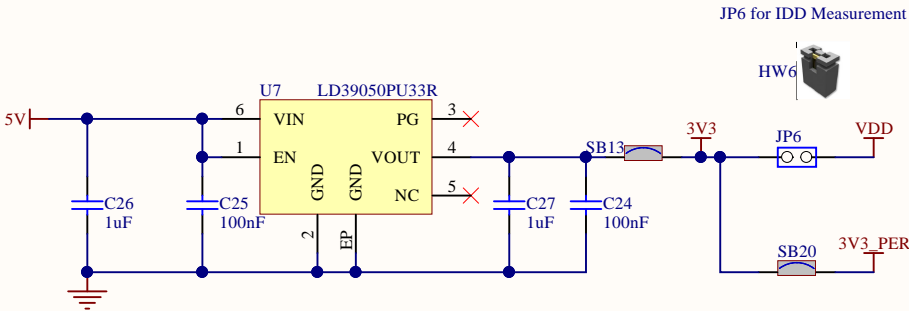 JP6 for IDD Measurement
HW6
U7
LD39050PU33R
5V
6
VIN
PG
3
1
EN
VOUT
4
GND
GND
NC
5
2
EP
C26
1uF
C25
100nF
C27
1uF
C24
100nF
SB13
3V3
JP6
VDD
SB20
3V3_PER